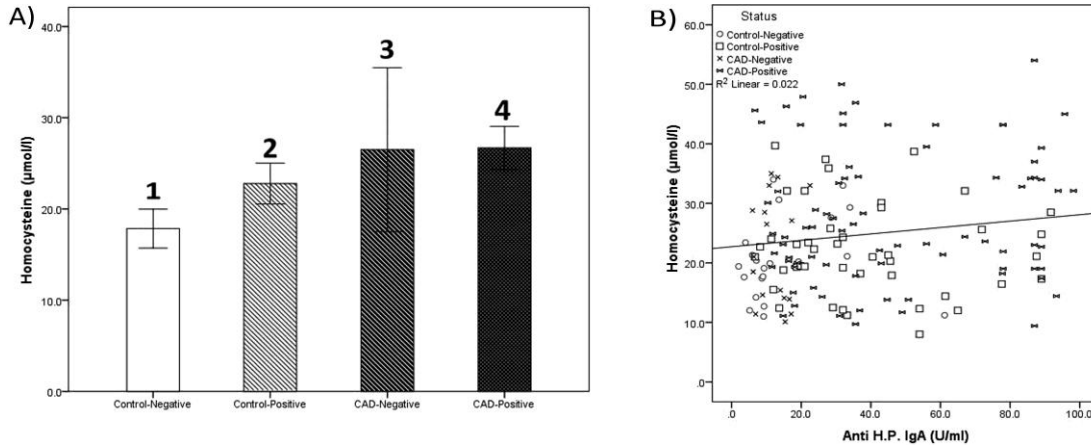 A)
40.0
30.0
20.0
10.0
0.0
Homocysteine (µmol/l)
1
2
3
4
Control-Negative
Control-Positive
CAD-Negative
CAD-Positive
B)
Status
Control-Negative
Control-Positive
CAD-Negative
CAD-Positive
R² Linear = 0.022
60.0
50.0
40.0
30.0
20.0
10.0
.0
Homocysteine (µmol/l)
.0 20.0 40.0 60.0 80.0 100.0
Anti H.P. IgA (U/ml)